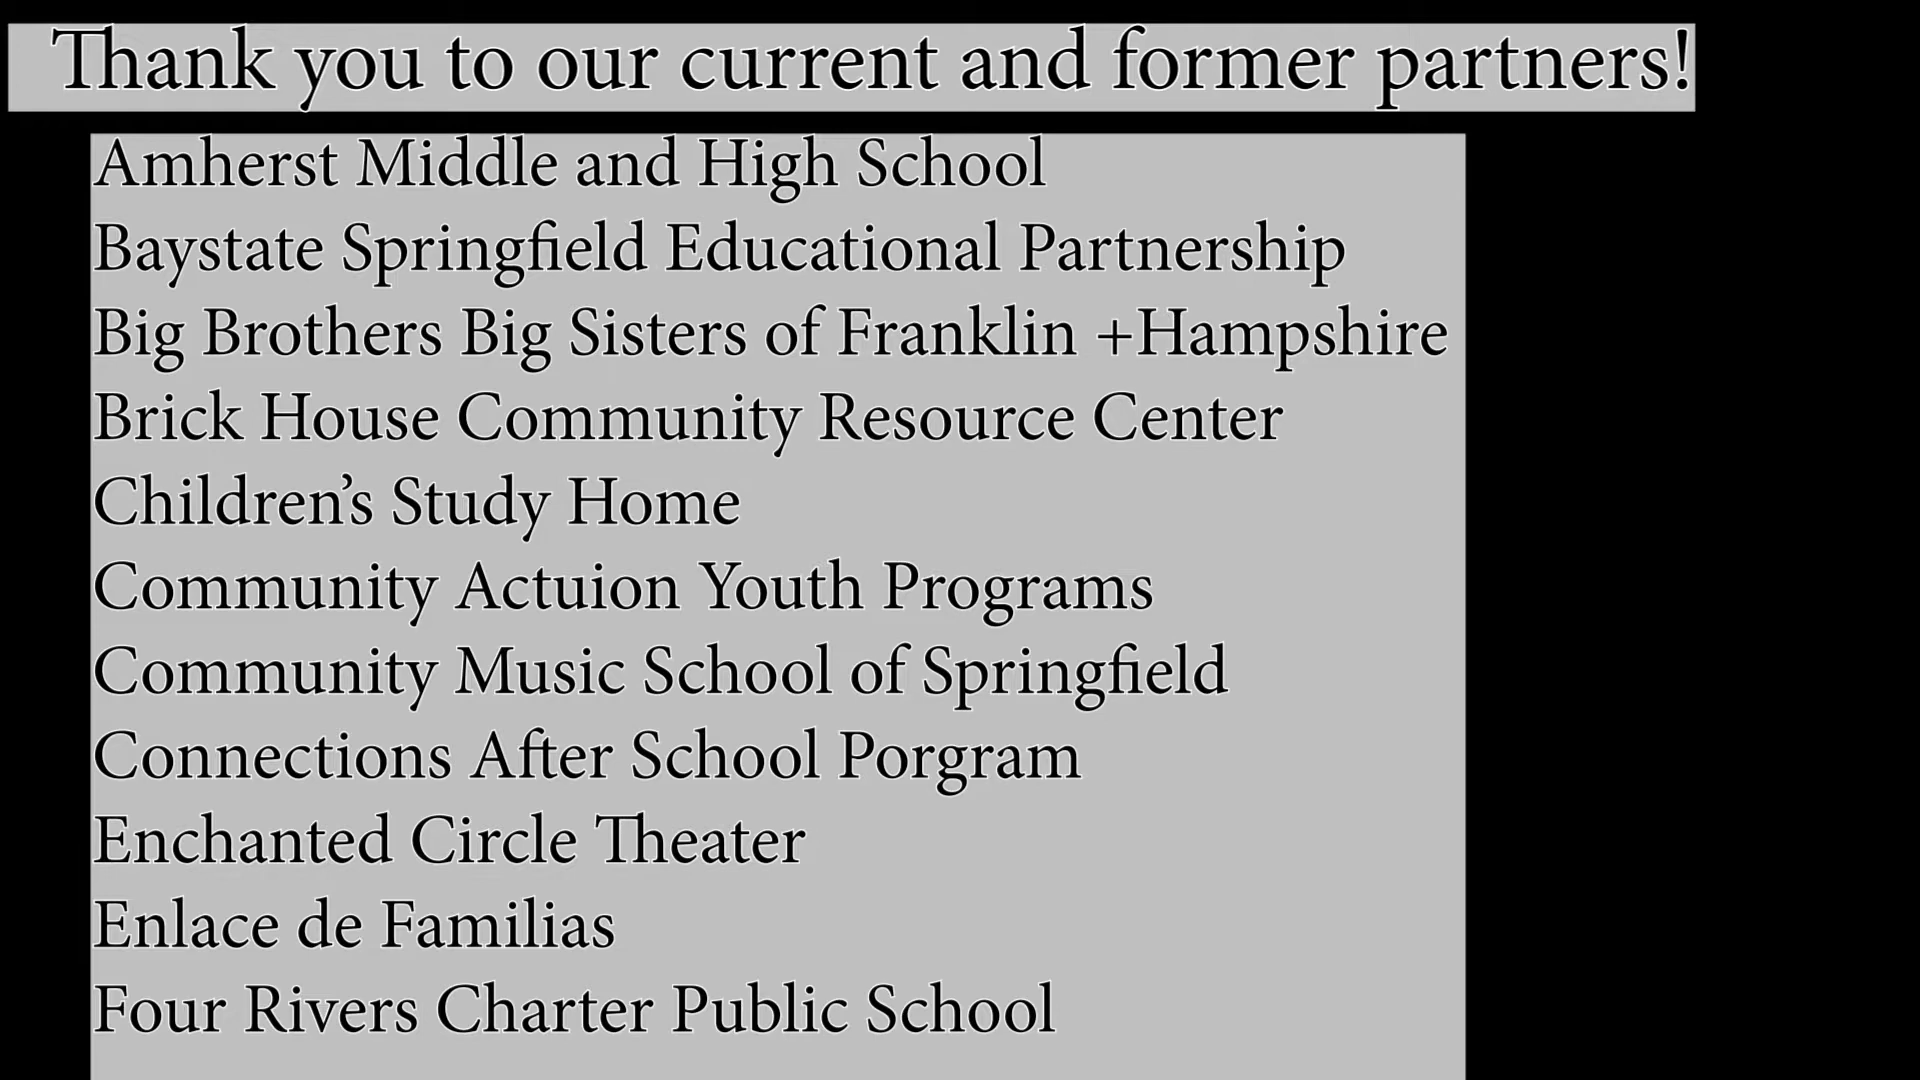 Thank you to our current and former partners!
Amherst Middle and High School
Baystate Springfield Educational Partnership
Big Brothers Big Sisters of Franklin +Hampshire
Brick House Community Resource Center
Children’s Study Home
Community Actuion Youth Programs
Community Music School of Springfield
Connections After School Porgram
Enchanted Circle Theater
Enlace de Familias
Four Rivers Charter Public School